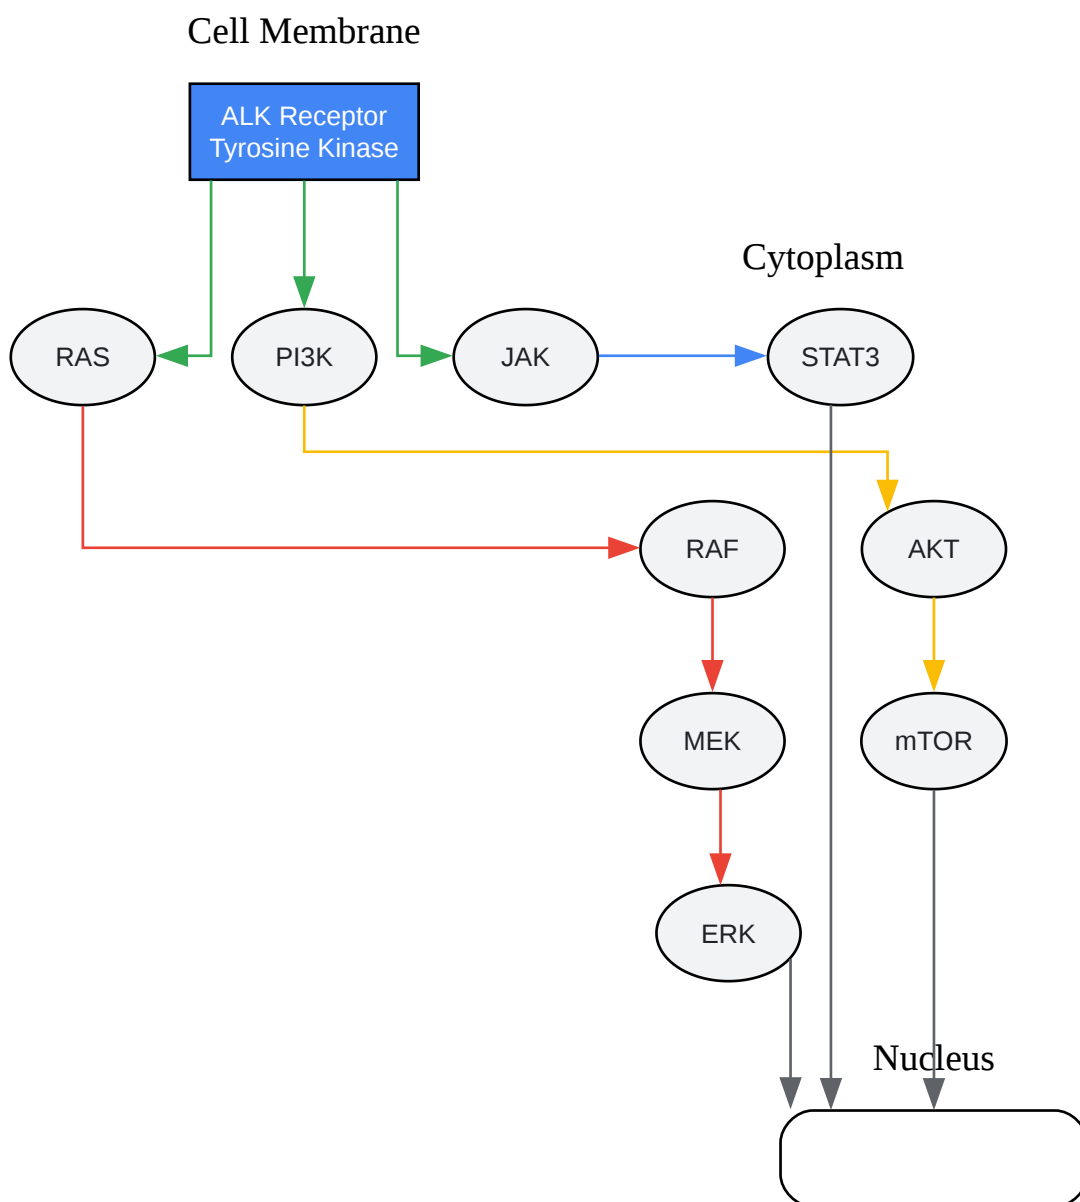 Cell Membrane
ALK Receptor
Tyrosine Kinase
Cytoplasm
RAS
PI3K
JAK
STAT3
RAF
AKT
MEK
mTOR
ERK
Nucleus